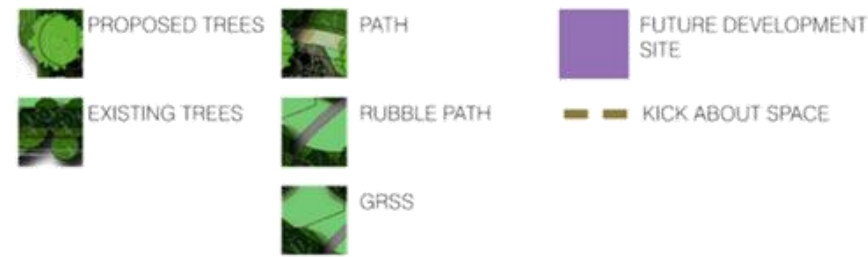 PROPOSED TREES
PATH
FUTURE DEVELOPMENT
SITE
EXISTING TREES
RUBBLE PATH
KICK ABOUT SPACE
GRSS